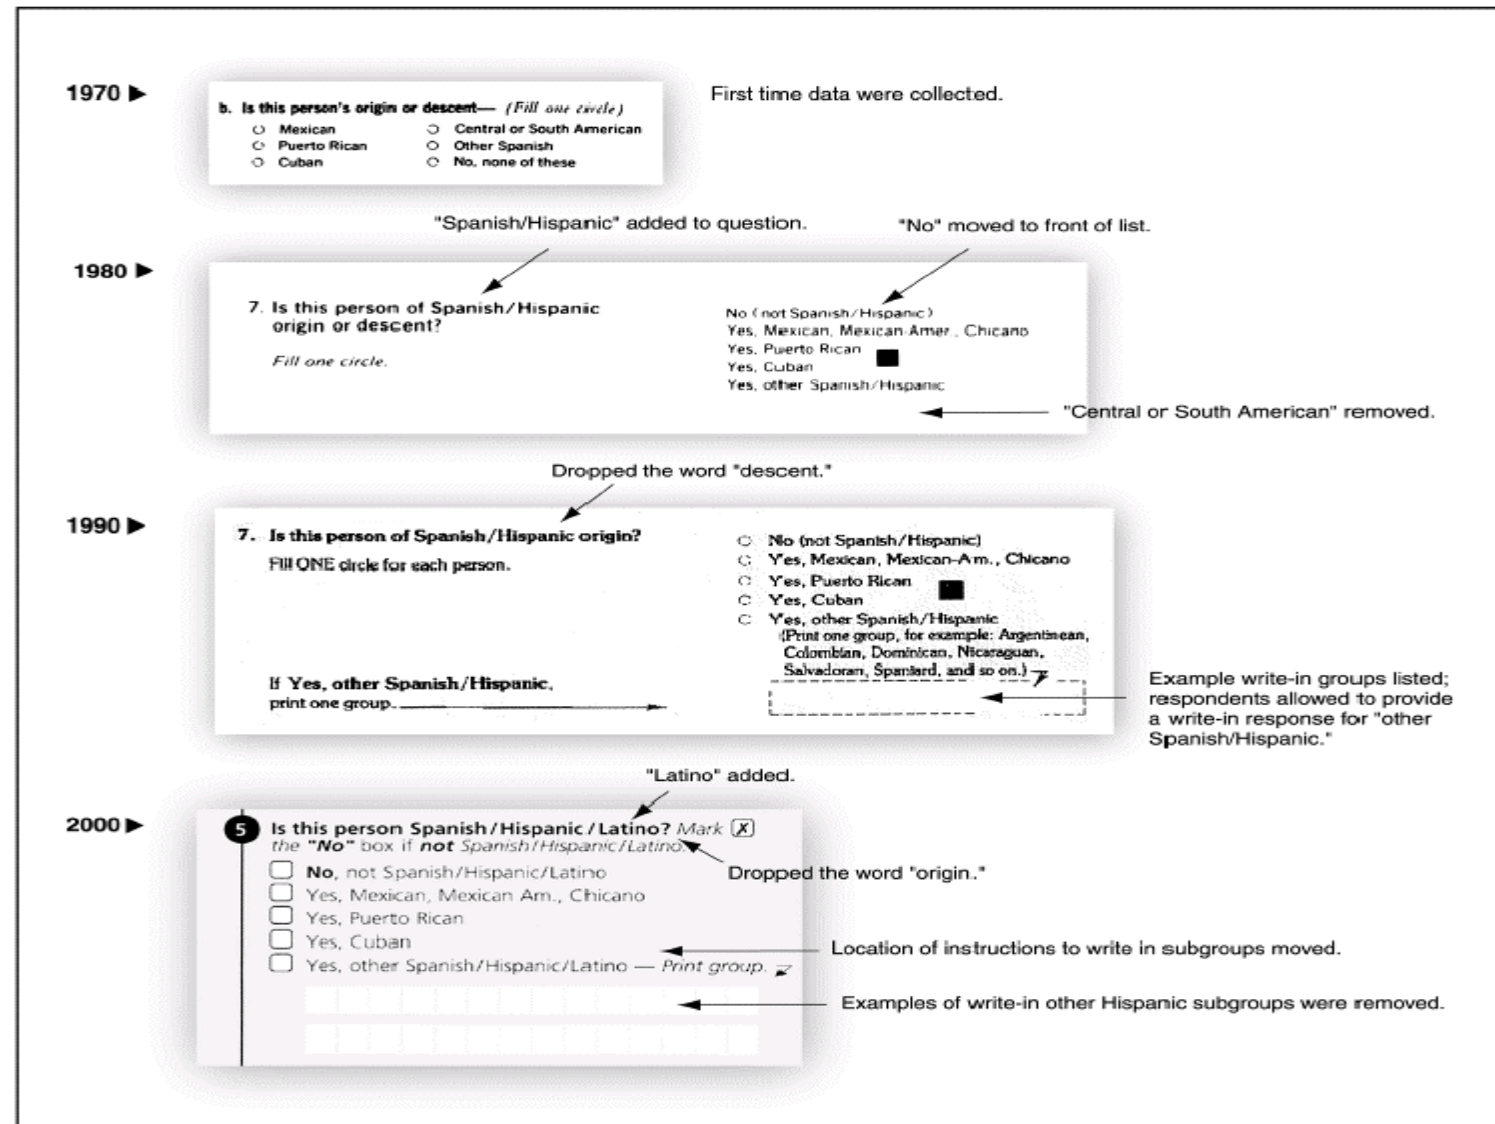 1970
b. Is this person's origin or descent— (Fill one circle)
Mexican
Puerto Rican
Cuban
Central or South American
Other Spanish
No, none of these
First time data were collected.
"Spanish/Hispanic" added to question.
"No" moved to front of list.
1980
7. Is this person of Spanish/Hispanic
origin or descent?
Fill one circle.
No (not Spanish/Hispanic)
Yes, Mexican, Mexican-Amer., Chicano
Yes, Puerto Rican
Yes, Cuban
Yes, other Spanish/Hispanic
"Central or South American" removed.
Dropped the word "descent."
1990
7. Is this person of Spanish/Hispanic origin?
Fill ONE circle for each person.
If Yes, other Spanish/Hispanic,
print one group.
No (not Spanish/Hispanic)
Yes, Mexican, Mexican-Am., Chicano
Yes, Puerto Rican
Yes, Cuban
Yes, other Spanish/Hispanic
(Print one group, for example: Argentinean,
Colombian, Dominican, Nicaraguan,
Salvadoran, Spaniard, and so on.)
Example write-in groups listed;
respondents allowed to provide
a write-in response for "other
Spanish/Hispanic."
"Latino" added.
2000
5 Is this person Spanish/Hispanic/Latino? Mark X
the "No" box if not Spanish/Hispanic/Latino.
No, not Spanish/Hispanic/Latino
Yes, Mexican, Mexican Am., Chicano
Yes, Puerto Rican
Yes, Cuban
Yes, other Spanish/Hispanic/Latino — Print group.
Dropped the word "origin."
Location of instructions to write in subgroups moved.
Examples of write-in other Hispanic subgroups were removed.